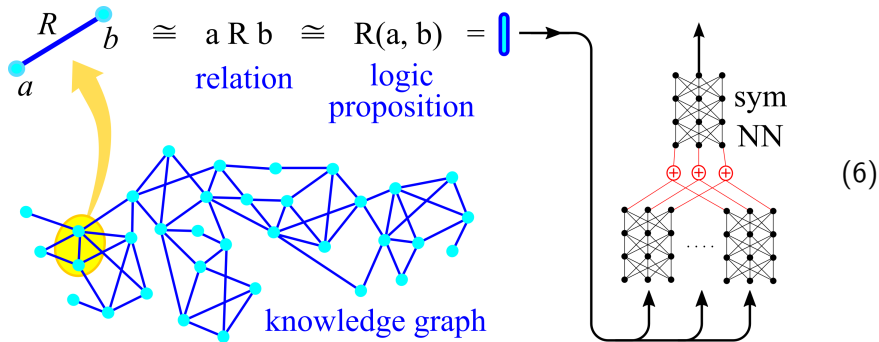 R
a
b
≅ a R b ≅ R(a, b) =
relation
logic
proposition
sym
NN
+ + +
(6)
. . . .
knowledge graph